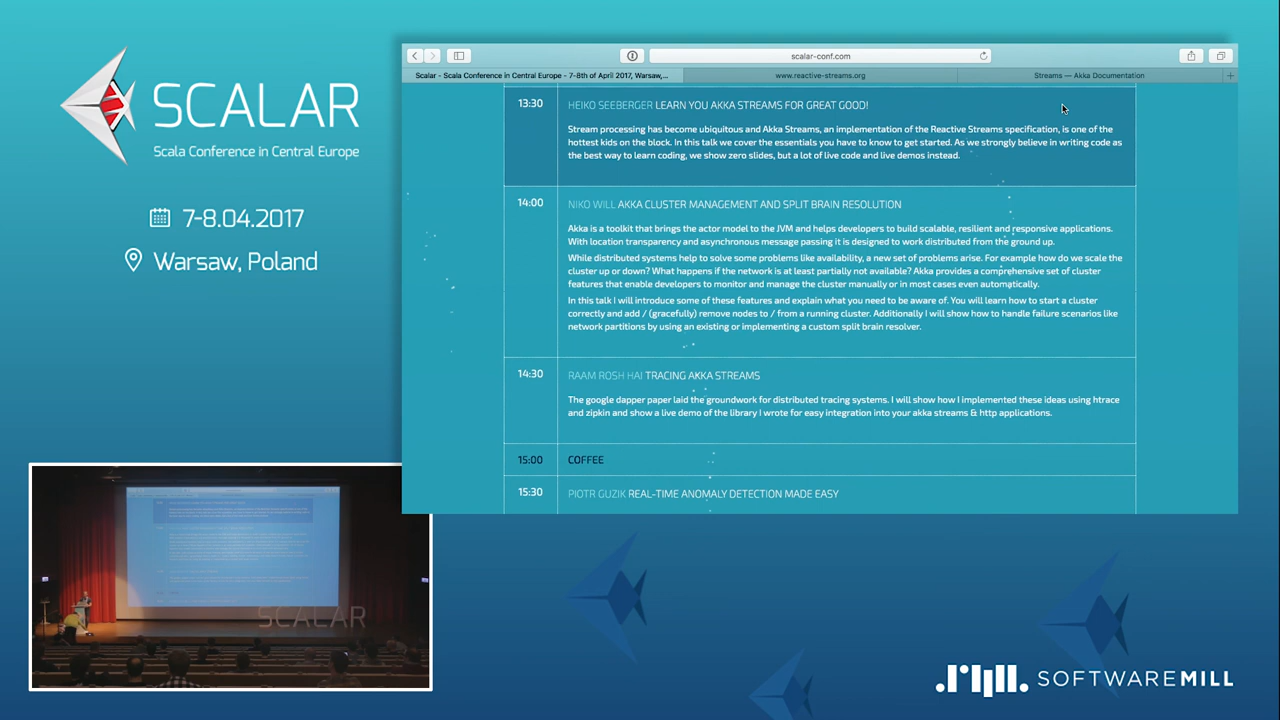 SCALAR
Scala Conference in Central Europe
7-8.04.2017
Warsaw, Poland
scalar-conf.com
Scalar - Scala Conference in Central Europe - 7-8th of April 2017, Warsaw,...
www.reactive-streams.org
Streams — Akka Documentation
13:30
HEIKO SEEBERGER LEARN YOU AKKA STREAMS FOR GREAT GOOD!
Stream processing has become ubiquitous and Akka Streams, an implementation of the Reactive Streams specification, is one of the
hottest kids on the block. In this talk we cover the essentials you have to know to get started. As we strongly believe in writing code as
the best way to learn coding, we show zero slides, but a lot of live code and live demos instead.
14:00
NIKO WILL AKKA CLUSTER MANAGEMENT AND SPLIT BRAIN RESOLUTION
Akka is a toolkit that brings the actor model to the JVM and helps developers to build scalable, resilient and responsive applications.
With location transparency and asynchronous message passing it is designed to work distributed from the ground up.
While distributed systems help to solve some problems like availability, a new set of problems arise. For example how do we scale the
cluster up or down? What happens if the network is at least partially not available? Akka provides a comprehensive set of cluster
features that enable developers to monitor and manage the cluster manually or in most cases even automatically.
In this talk I will introduce some of these features and explain what you need to be aware of. You will learn how to start a cluster
correctly and add / (gracefully) remove nodes to / from a running cluster. Additionally I will show how to handle failure scenarios like
network partitions by using an existing or implementing a custom split brain resolver.
14:30
RAAM ROSH HAI TRACING AKKA STREAMS
The google dapper paper laid the groundwork for distributed tracing systems. I will show how I implemented these ideas using htrace
and zipkin and show a live demo of the library I wrote for easy integration into your akka streams & http applications.
15:00
COFFEE
15:30
PIOTR GUZIK REAL-TIME ANOMALY DETECTION MADE EASY
SCALAR
SOFTWAREMILL